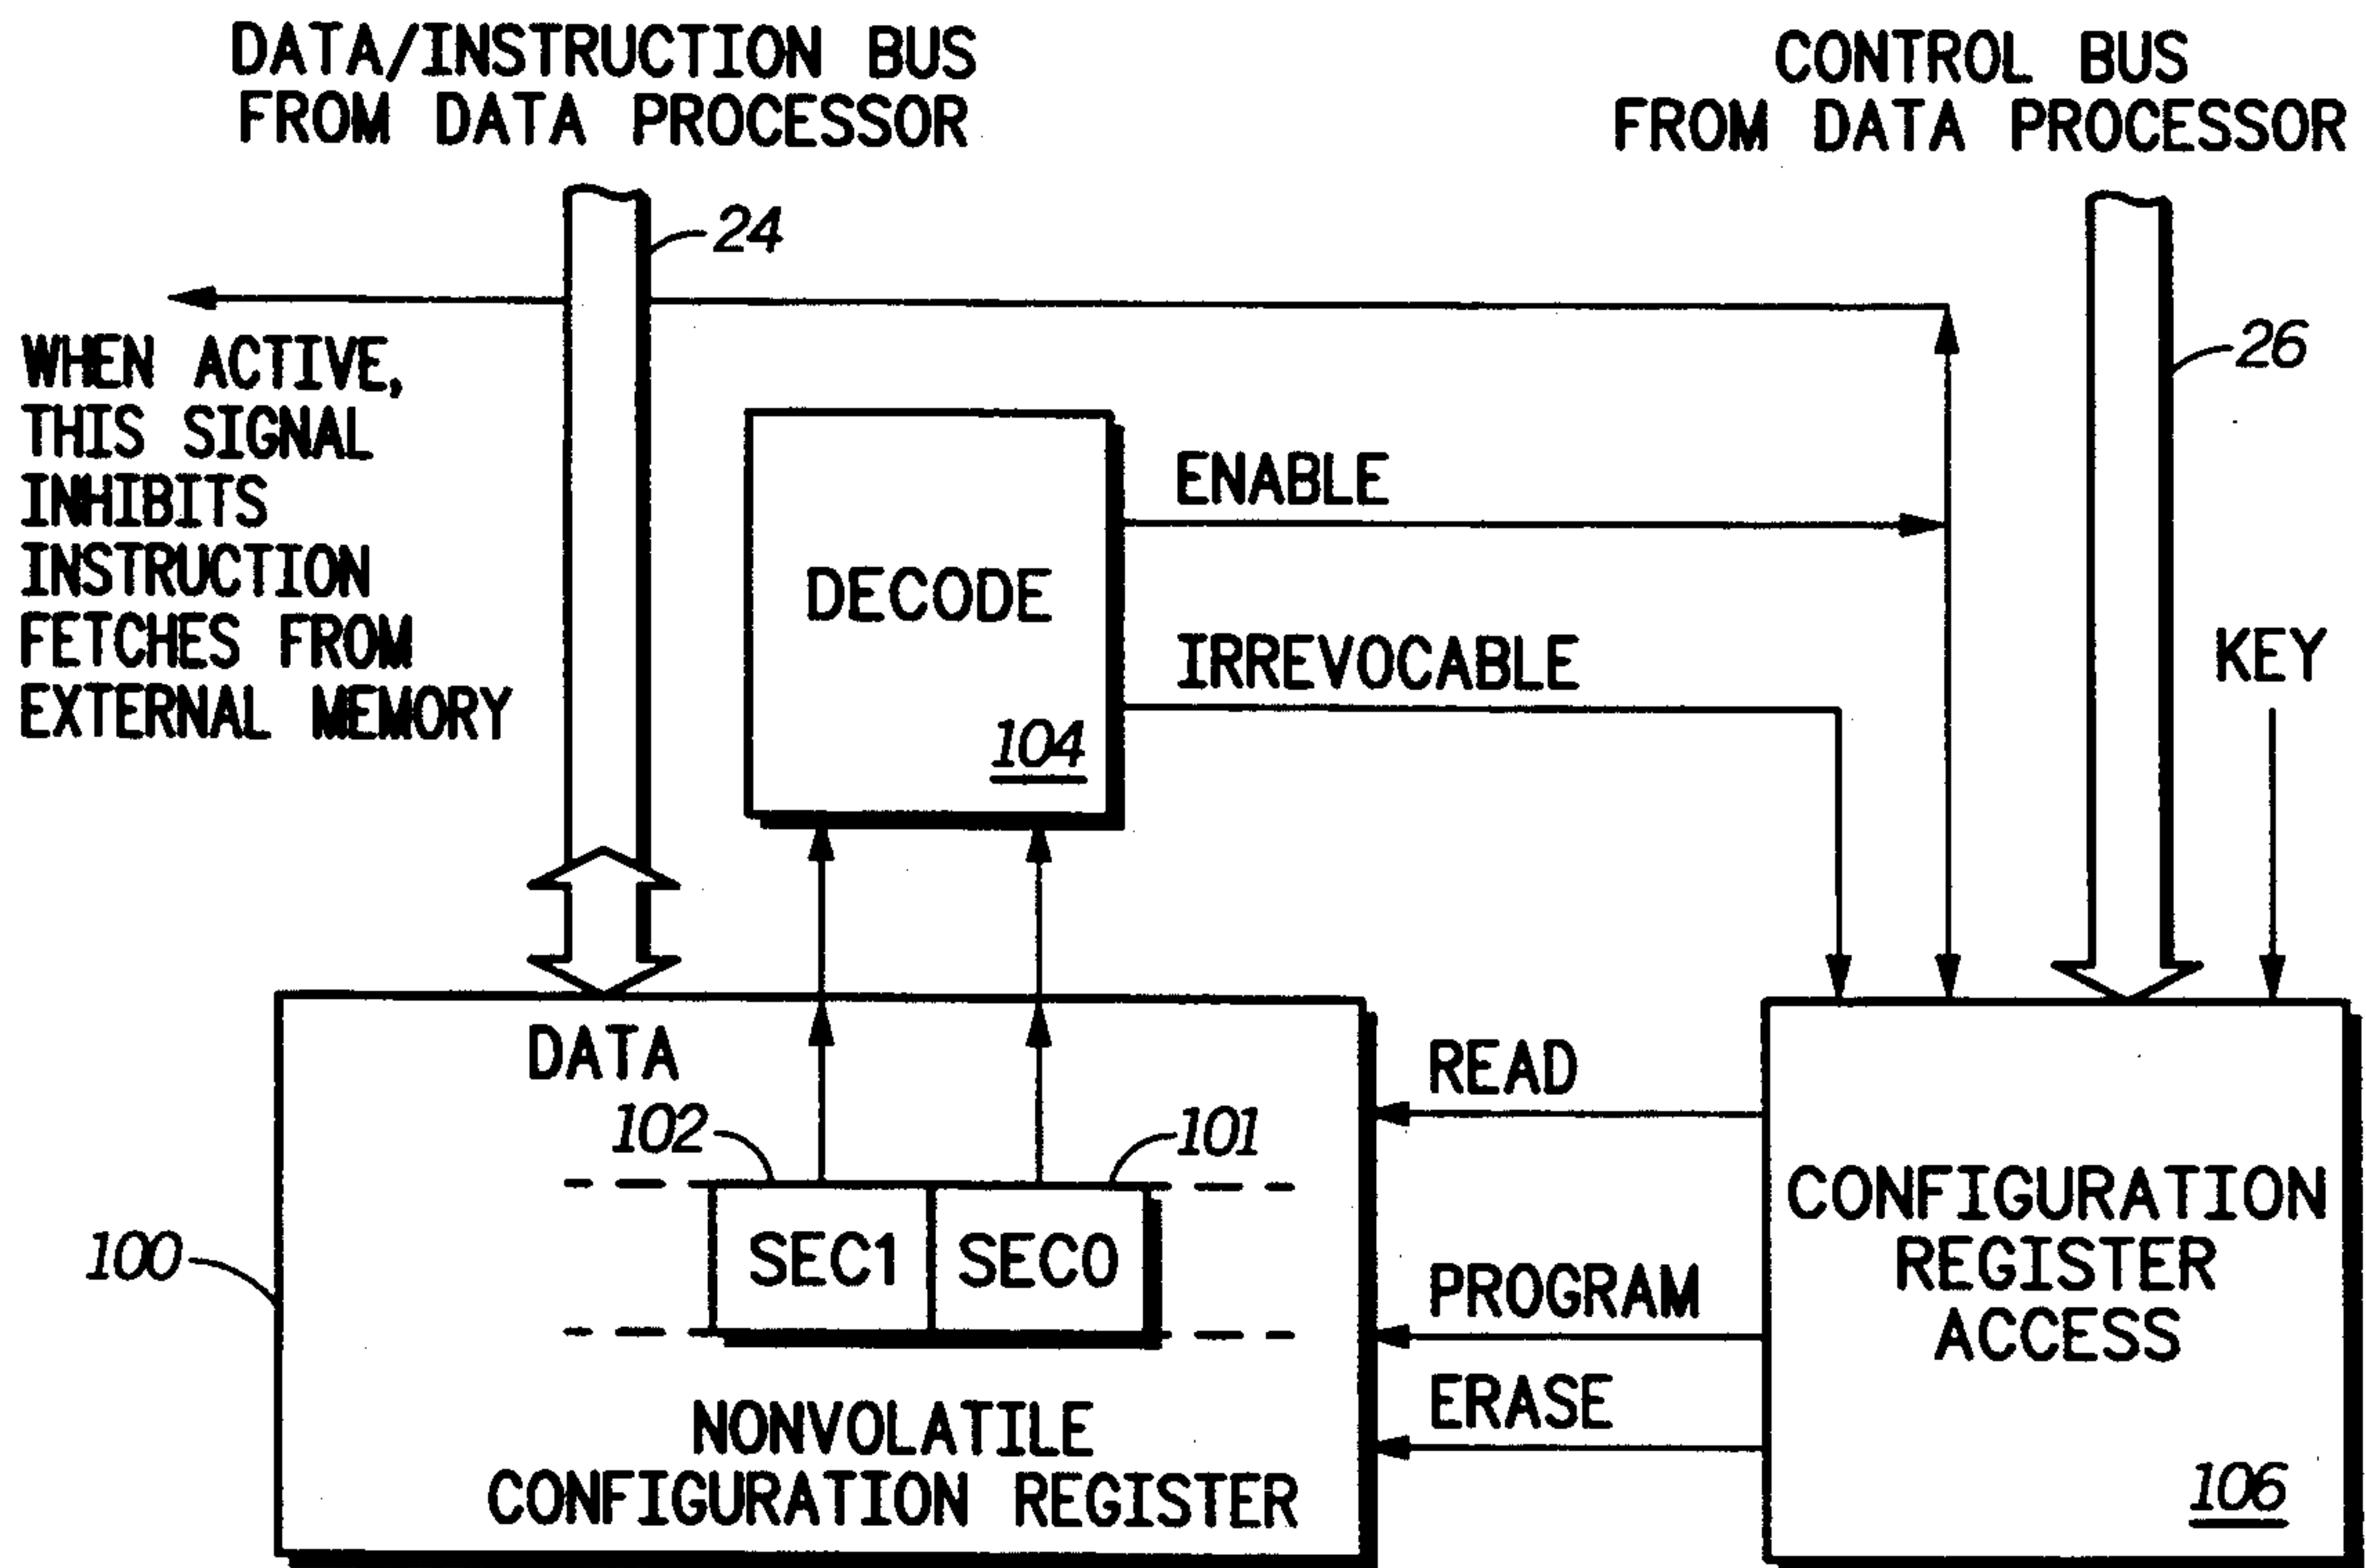 DATA/INSTRUCTION BUS
FROM DATA PROCESSOR
CONTROL BUS
FROM DATA PROCESSOR
24
26
WHEN ACTIVE,
THIS SIGNAL
INHIBITS
INSTRUCTION
FETCHES FROM
EXTERNAL MEMORY
ENABLE
DECODE
IRREVOCABLE
104
KEY
DATA
READ
102
101
100
SEC1
SEC0
PROGRAM
ERASE
CONFIGURATION
REGISTER
ACCESS
NONVOLATILE
CONFIGURATION REGISTER
106